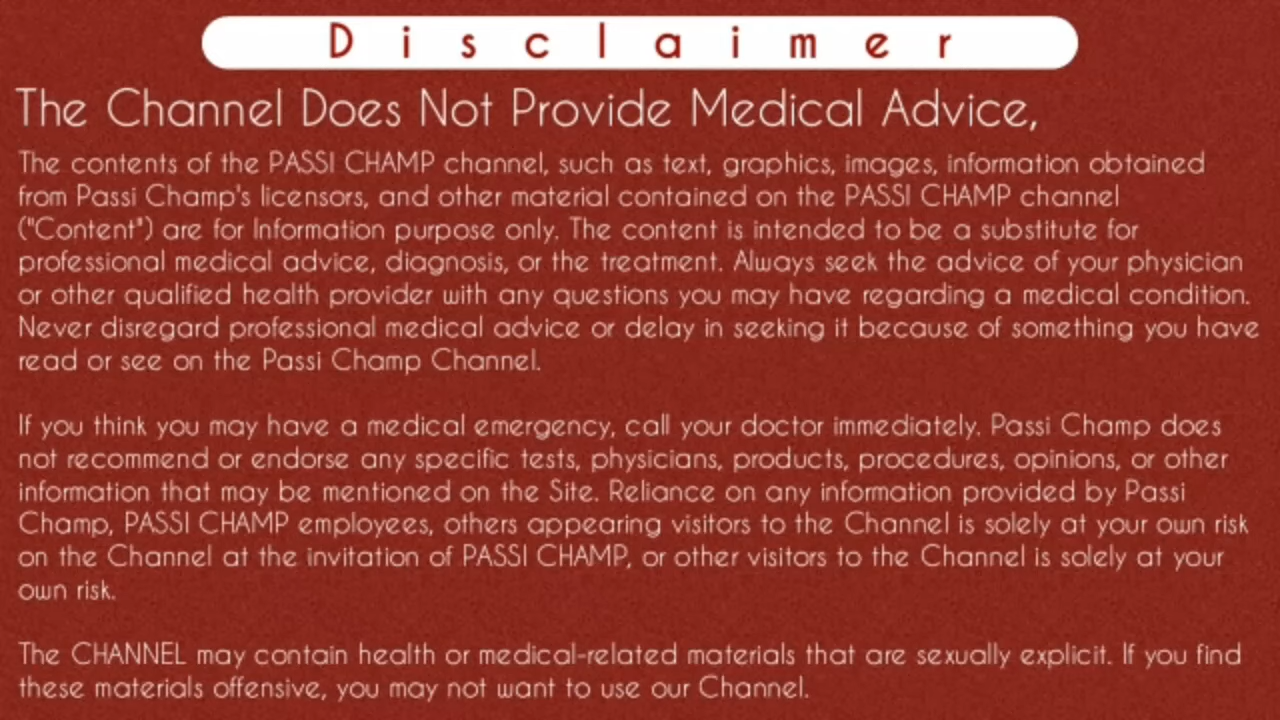 Disclaimer
The Channel Does Not Provide Medical Advice,
The contents of the PASSI CHAMP channel, such as text, graphics, images, information obtained
from Passi Champ's licensors, and other material contained on the PASSI CHAMP channel
("Content") are for Information purpose only. The content is intended to be a substitute for
professional medical advice, diagnosis, or the treatment. Always seek the advice of your physician
or other qualified health provider with any questions you may have regarding a medical condition.
Never disregard professional medical advice or delay in seeking it because of something you have
read or see on the Passi Champ Channel.
If you think you may have a medical emergency, call your doctor immediately. Passi Champ does
not recommend or endorse any specific tests, physicians, products, procedures, opinions, or other
information that may be mentioned on the Site. Reliance on any information provided by Passi
Champ, PASSI CHAMP employees, others appearing visitors to the Channel is solely at your own risk
on the Channel at the invitation of PASSI CHAMP, or other visitors to the Channel is solely at your
own risk.
The CHANNEL may contain health or medical-related materials that are sexually explicit. If you find
these materials offensive, you may not want to use our Channel.